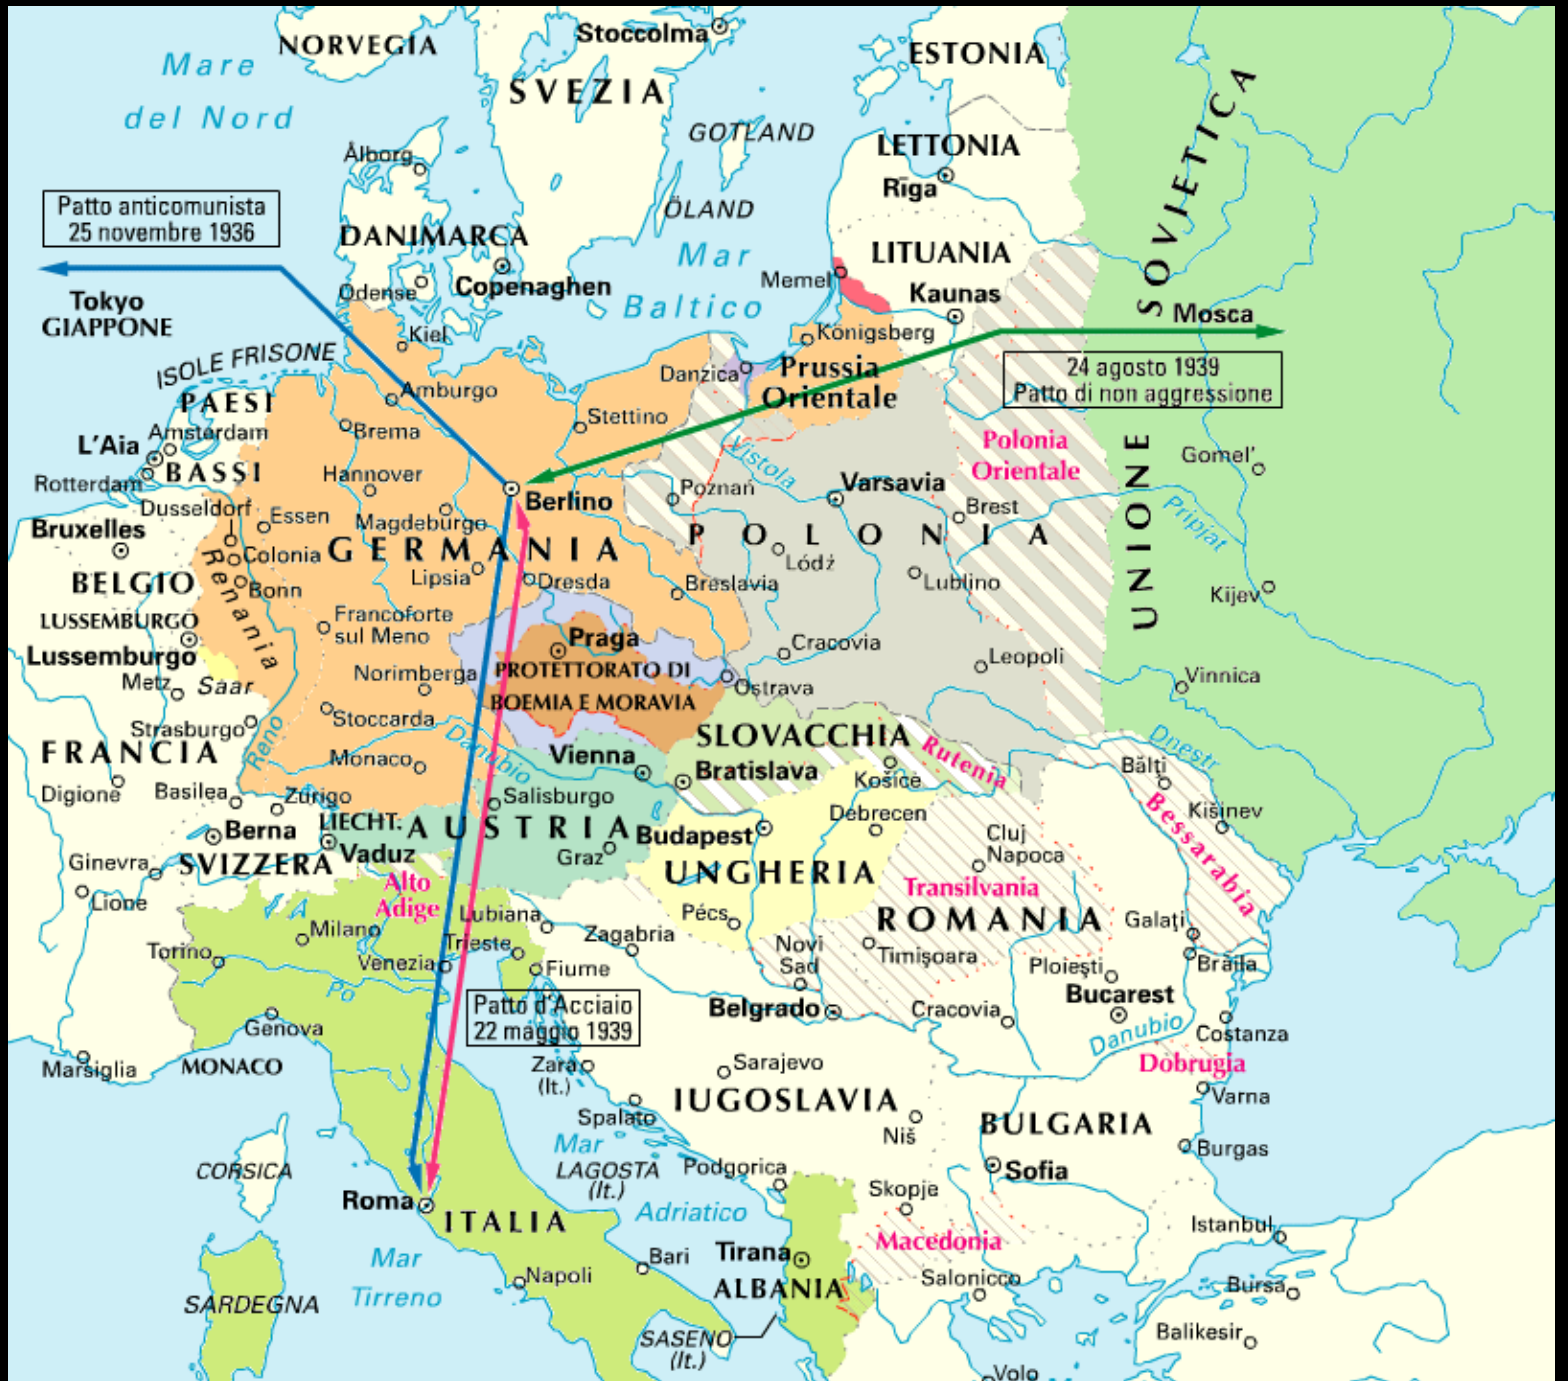 NORVEGIA
Stoccolma
ESTONIA
Mare
del Nord
SVEZIA
GOTLAND
LETTONIA
Rīga
Ålborg
UNIONE SOVJETICA
Patto anticomunista
25 novembre 1936
ÖLAND
DANIMARCA
LITUANIA
Mar
Baltico
Memel
Copenaghen
Odense
Kaunas
Tokyo
GIAPPONE
Mosca
Kiel
Königsberg
ISOLE FRISONE
24 agosto 1939
Patto di non aggressione
Danzica
Prussia
Orientale
Amburgo
PAESI
BASSI
Stettino
Amsterdam
L'Aia
Brema
Polonia
Orientale
Gomel'
Vistola
Rotterdam
Hannover
Poznań
Varsavia
Berlino
Dusseldorf
Essen
Magdeburgo
Brest
Pripjat
Bruxelles
POLONIA
GERMANIA
Colonia
Renania
Lódź
BELGIO
Bonn
Lipsia
Dresda
Breslavia
Lublino
Kijev
LUSSEMBURGO
Francoforte
sul Meno
Praga
Cracovia
Lussemburgo
Leopoli
PROTETTORATO DI
BOEMIA E MORAVIA
Metz
Saar
Norimberga
Ostrava
Vinnica
Strasburgo
Stoccarda
Reno
Danubio
SLOVACCHIA
Rutenia
Dnestr
FRANCIA
Monaco
Vienna
Bratislava
Košice
Bălţi
Digione
Basilea
Zurigo
Salisburgo
Bessarabia
Kišinev
Berna
LIECHT.
Vaduz
AUSTRIA
Budapest
Debrecen
Cluj
Napoca
Ginevra
SVIZZERA
Graz
UNGHERIA
Transilvania
Lione
Alto
Adige
Lubiana
Pécs
ROMANIA
Galaţi
Milano
Trieste
Zagabria
Novi
Sad
Timişoara
Torino
Venezia
Fiume
Ploieşti
Brăila
Po
Patto d'Acciaio
22 maggio 1939
Belgrado
Cracovia
Bucarest
Genova
Danubio
Costanza
Marsiglia
MONACO
Zara
(It.)
Sarajevo
Dobrugia
IUGOSLAVIA
Varna
Spalato
Niš
BULGARIA
Mar
Adriatico
Burgas
CORSICA
LAGOSTA
(It.)
Podgorica
Sofia
Roma
Skopje
ITALIA
Istanbul
Macedonia
Mar
Tirreno
Bari
Tirana
Napoli
ALBANIA
Salonicco
Bursa
SARDEGNA
SASENO
(It.)
Balikesir
Volo